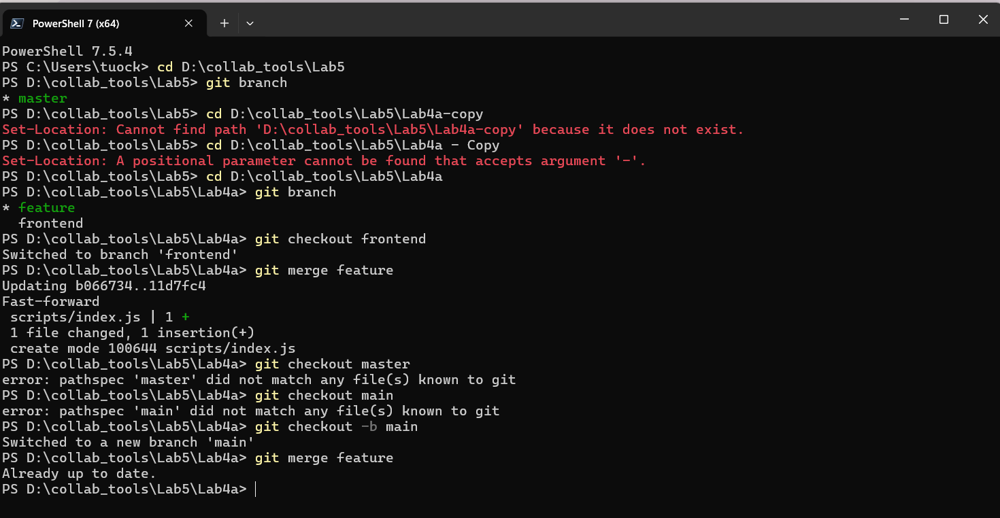 PowerShell 7 (x64)
PowerShell 7.5.4
PS C:\Users\tuock> cd D:\collab_tools\Lab5
PS D:\collab_tools\Lab5> git branch
* master
PS D:\collab_tools\Lab5> cd D:\collab_tools\Lab5\Lab4a-copy
Set-Location: Cannot find path 'D:\collab_tools\Lab5\Lab4a-copy' because it does not exist.
PS D:\collab_tools\Lab5> cd D:\collab_tools\Lab5\Lab4a - Copy
Set-Location: A positional parameter cannot be found that accepts argument '-'.
PS D:\collab_tools\Lab5> cd D:\collab_tools\Lab5\Lab4a
PS D:\collab_tools\Lab5\Lab4a> git branch
* feature
  frontend
PS D:\collab_tools\Lab5\Lab4a> git checkout frontend
Switched to branch 'frontend'
PS D:\collab_tools\Lab5\Lab4a> git merge feature
Updating b066734..11d7fc4
Fast-forward
 scripts/index.js | 1 +
 1 file changed, 1 insertion(+)
 create mode 100644 scripts/index.js
PS D:\collab_tools\Lab5\Lab4a> git checkout master
error: pathspec 'master' did not match any file(s) known to git
PS D:\collab_tools\Lab5\Lab4a> git checkout main
error: pathspec 'main' did not match any file(s) known to git
PS D:\collab_tools\Lab5\Lab4a> git checkout -b main
Switched to a new branch 'main'
PS D:\collab_tools\Lab5\Lab4a> git merge feature
Already up to date.
PS D:\collab_tools\Lab5\Lab4a>